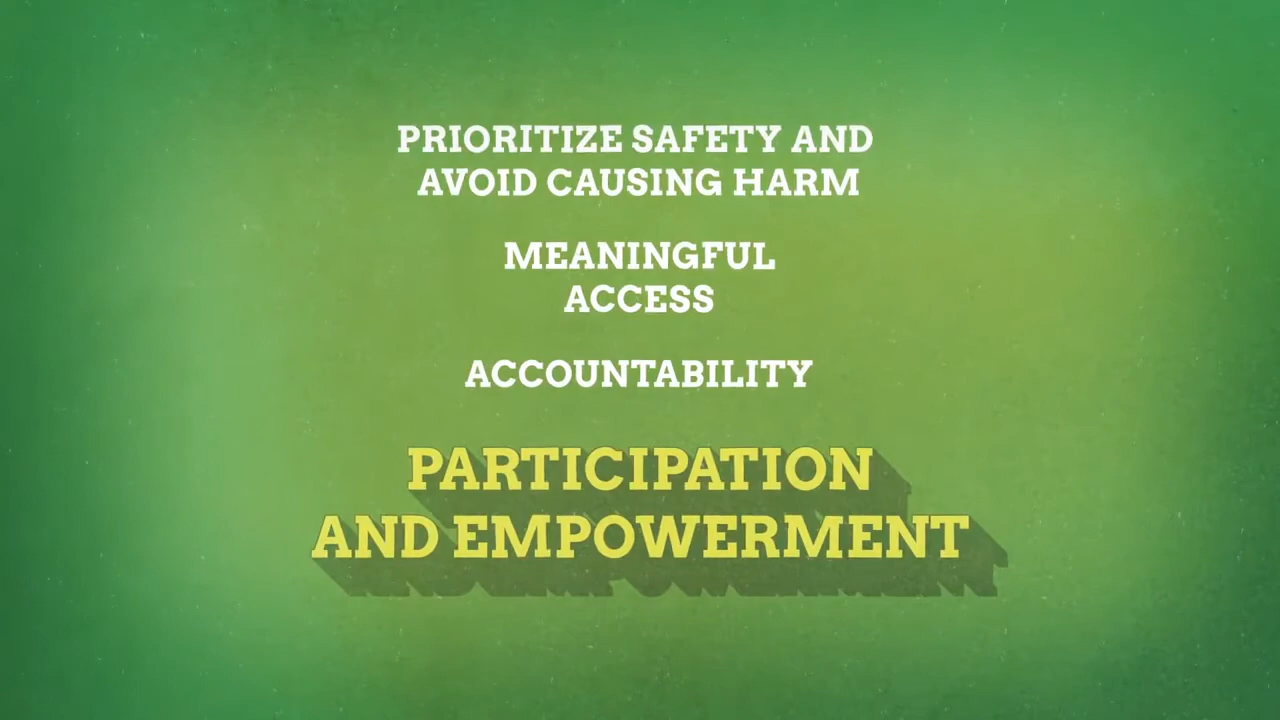 PRIORITIZE SAFETY AND
AVOID CAUSING HARM
MEANINGFUL
ACCESS
ACCOUNTABILITY
PARTICIPATION
AND EMPOWERMENT